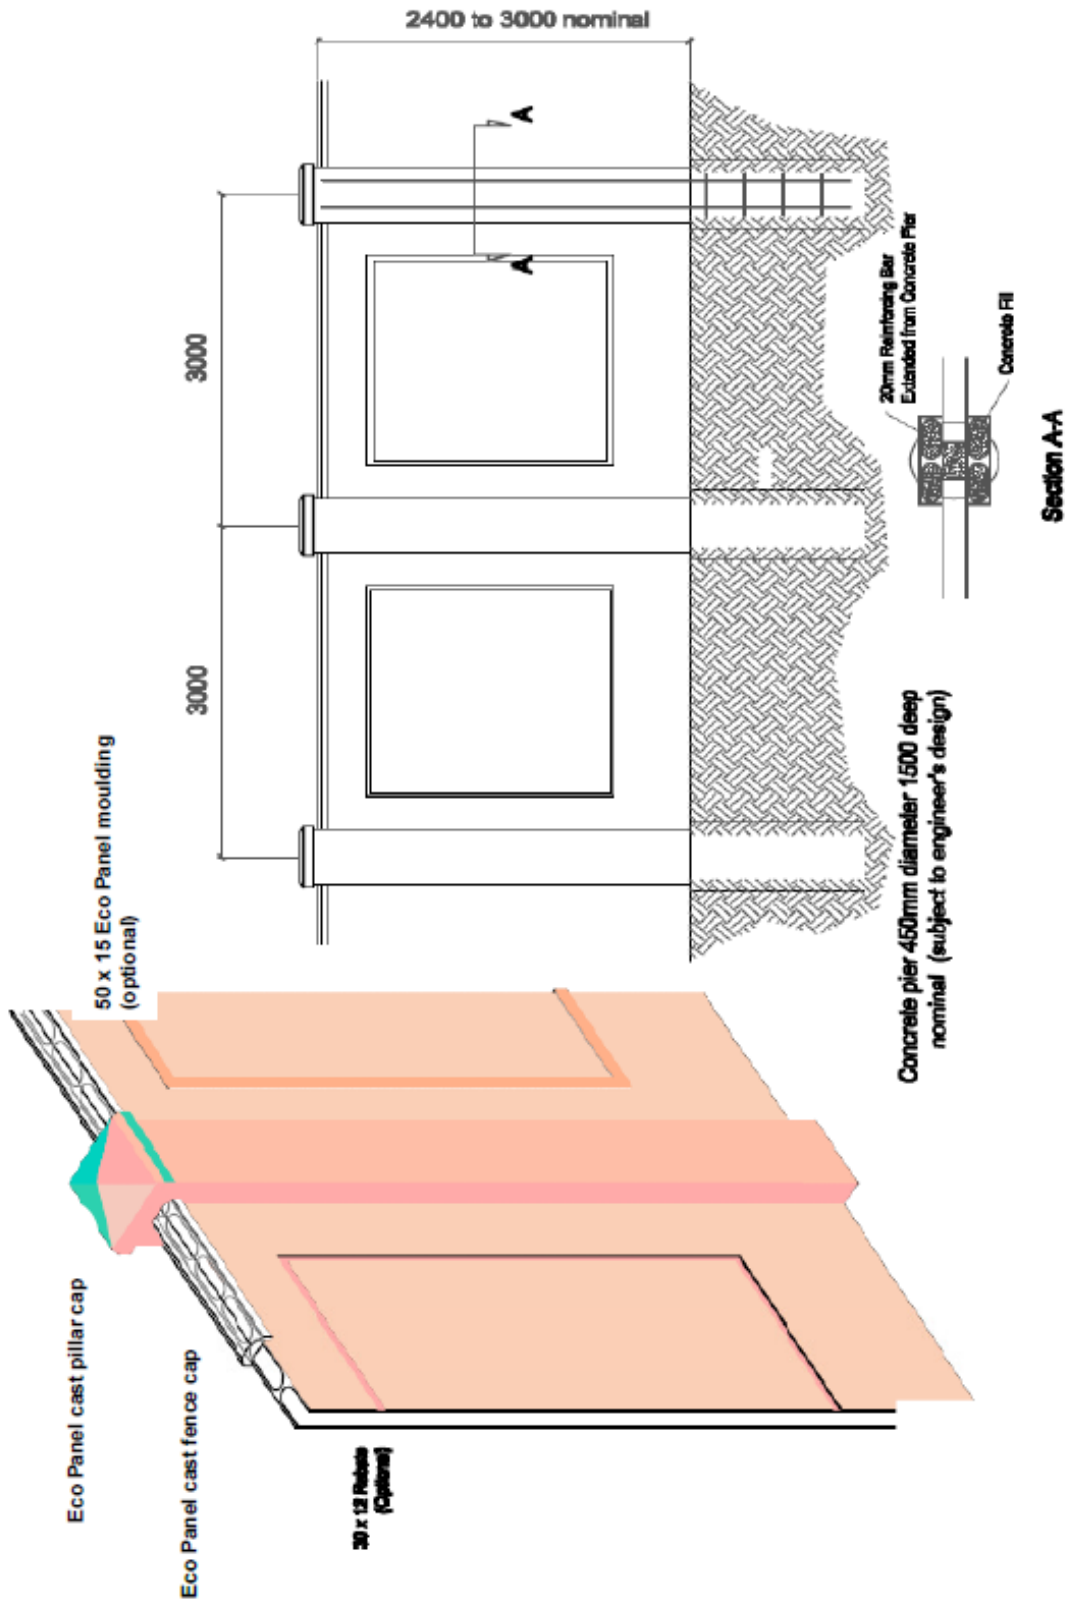 2400 to 3000 nominal
3000
3000
A
A
50 x 15 Eco Panel moulding
(optional)
Eco Panel cast pillar cap
Eco Panel cast fence cap
30 x 12 Rebate
(Optional)
20mm Reinforcing Bar
Extended from Concrete Pier
Concrete Fill
Section A-A
Concrete pier 450mm diameter 1500 deep
nominal (subject to engineer's design)